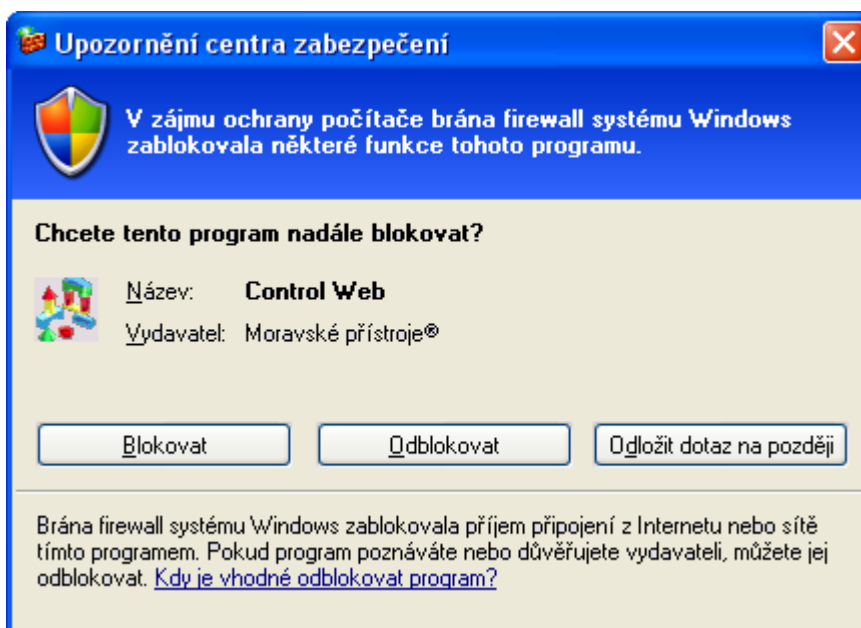 Upozornění centra zabezpečení
V zájmu ochrany počítače brána firewall systému Windows
zablokovala některé funkce tohoto programu.
Chcete tento program nadále blokovat?
Název: Control Web
Vydavatel: Moravské přístroje®
Blokovat Odblokovat Odložit dotaz na později
Brána firewall systému Windows zablokovala příjem připojení z Internetu nebo sítě
tímto programem. Pokud program poznáváte nebo důvěřujete vydavateli, můžete jej
odblokovat. Kdy je vhodné odblokovat program?